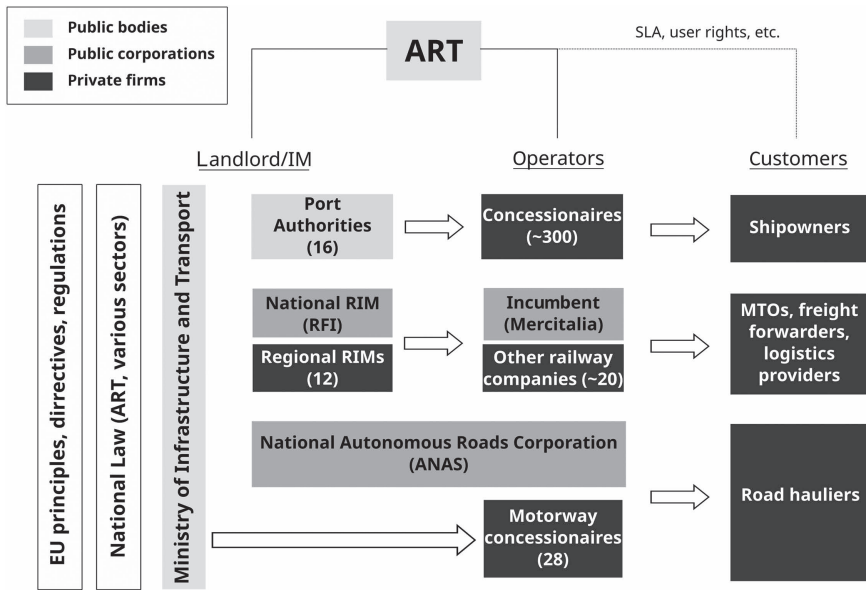 Public bodies
Public corporations
Private firms
ART
SLA, user rights, etc.
Landlord/IM
Operators
Customers
EU principles, dirrectives, regulations
National Law (ART, various sectors)
Ministry of Infrastructure and Transport
Port
Authorities
(16)
Concessionaires
(~300)
Shipowners
National RIM
(RFI)
Regional RIMs
(12)
Incumbent
(Mercitalia)
Other railway
companies (~20)
MTOs, freight
forwarders,
logistics
providers
National Autonomous Roads Corporation
(ANAS)
Motorway
concessionaires
(28)
Road hauliers